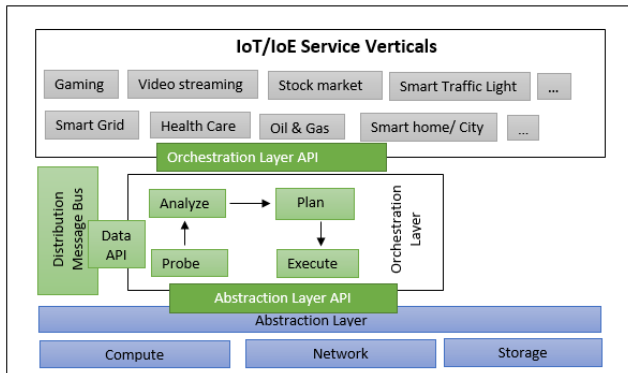 IoT/IoE Service Verticals
Gaming
Video streaming
Stock market
Smart Traffic Light
...
Smart Grid
Health Care
Oil & Gas
Smart home/ City
...
Orchestration Layer API
Distribution
Message Bus
Data
API
Analyze
Plan
Probe
Execute
Orchestration
Layer
Abstraction Layer API
Abstraction Layer
Compute
Network
Storage